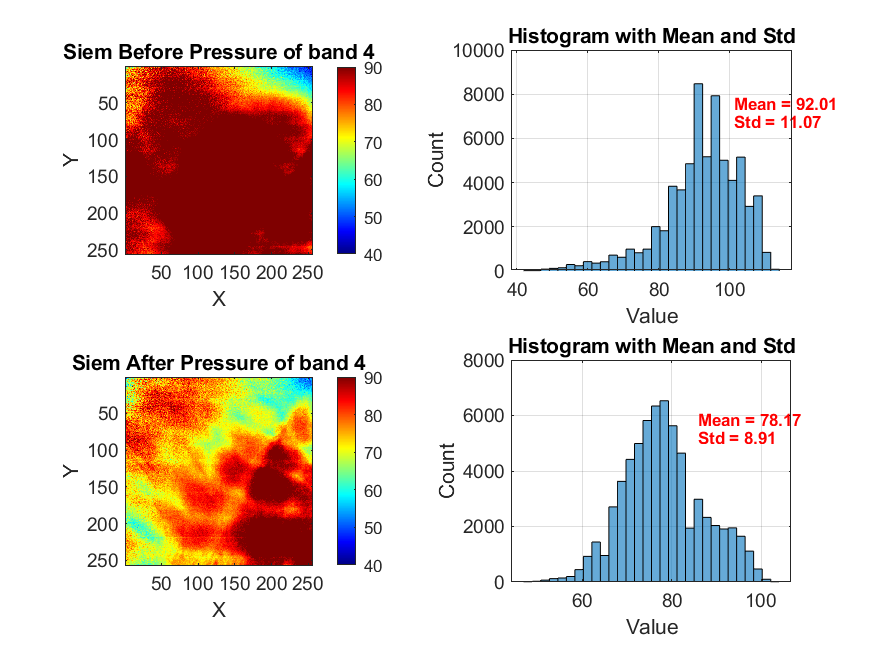 Siem Before Pressure of band 4
50
100
150
200
250
Y
50 100 150 200 250
X
90
80
70
60
50
40
Histogram with Mean and Std
10000
8000
6000
4000
2000
0
Count
40 60 80 100
Value
Mean = 92.01
Std = 11.07
Siem After Pressure of band 4
50
100
150
200
250
Y
50 100 150 200 250
X
90
80
70
60
50
40
Histogram with Mean and Std
8000
6000
4000
2000
0
Count
60 80 100
Value
Mean = 78.17
Std = 8.91